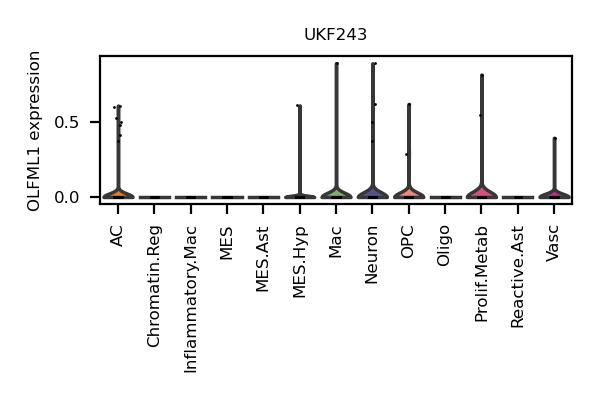 UKF243
OLFML1 expression
0.5
0.0
AC
Chromatin.Reg
Inflammatory.Mac
MES
MES.Ast
MES.Hyp
Mac
Neuron
OPC
Oligo
Prolif.Metab
Reactive.Ast
Vasc